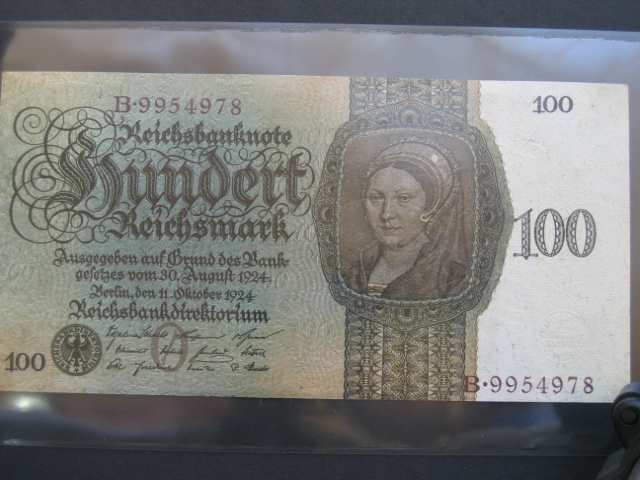 B·9954978
100
Reichsbanknote
Hundert
Reichsmark
100
Ausgegeben auf Grund des Bank-
gesetzes vom 30. August 1924.
Berlin, den 11. Oktober 1924
Reichsbankdirektorium
O
100
B·9954978